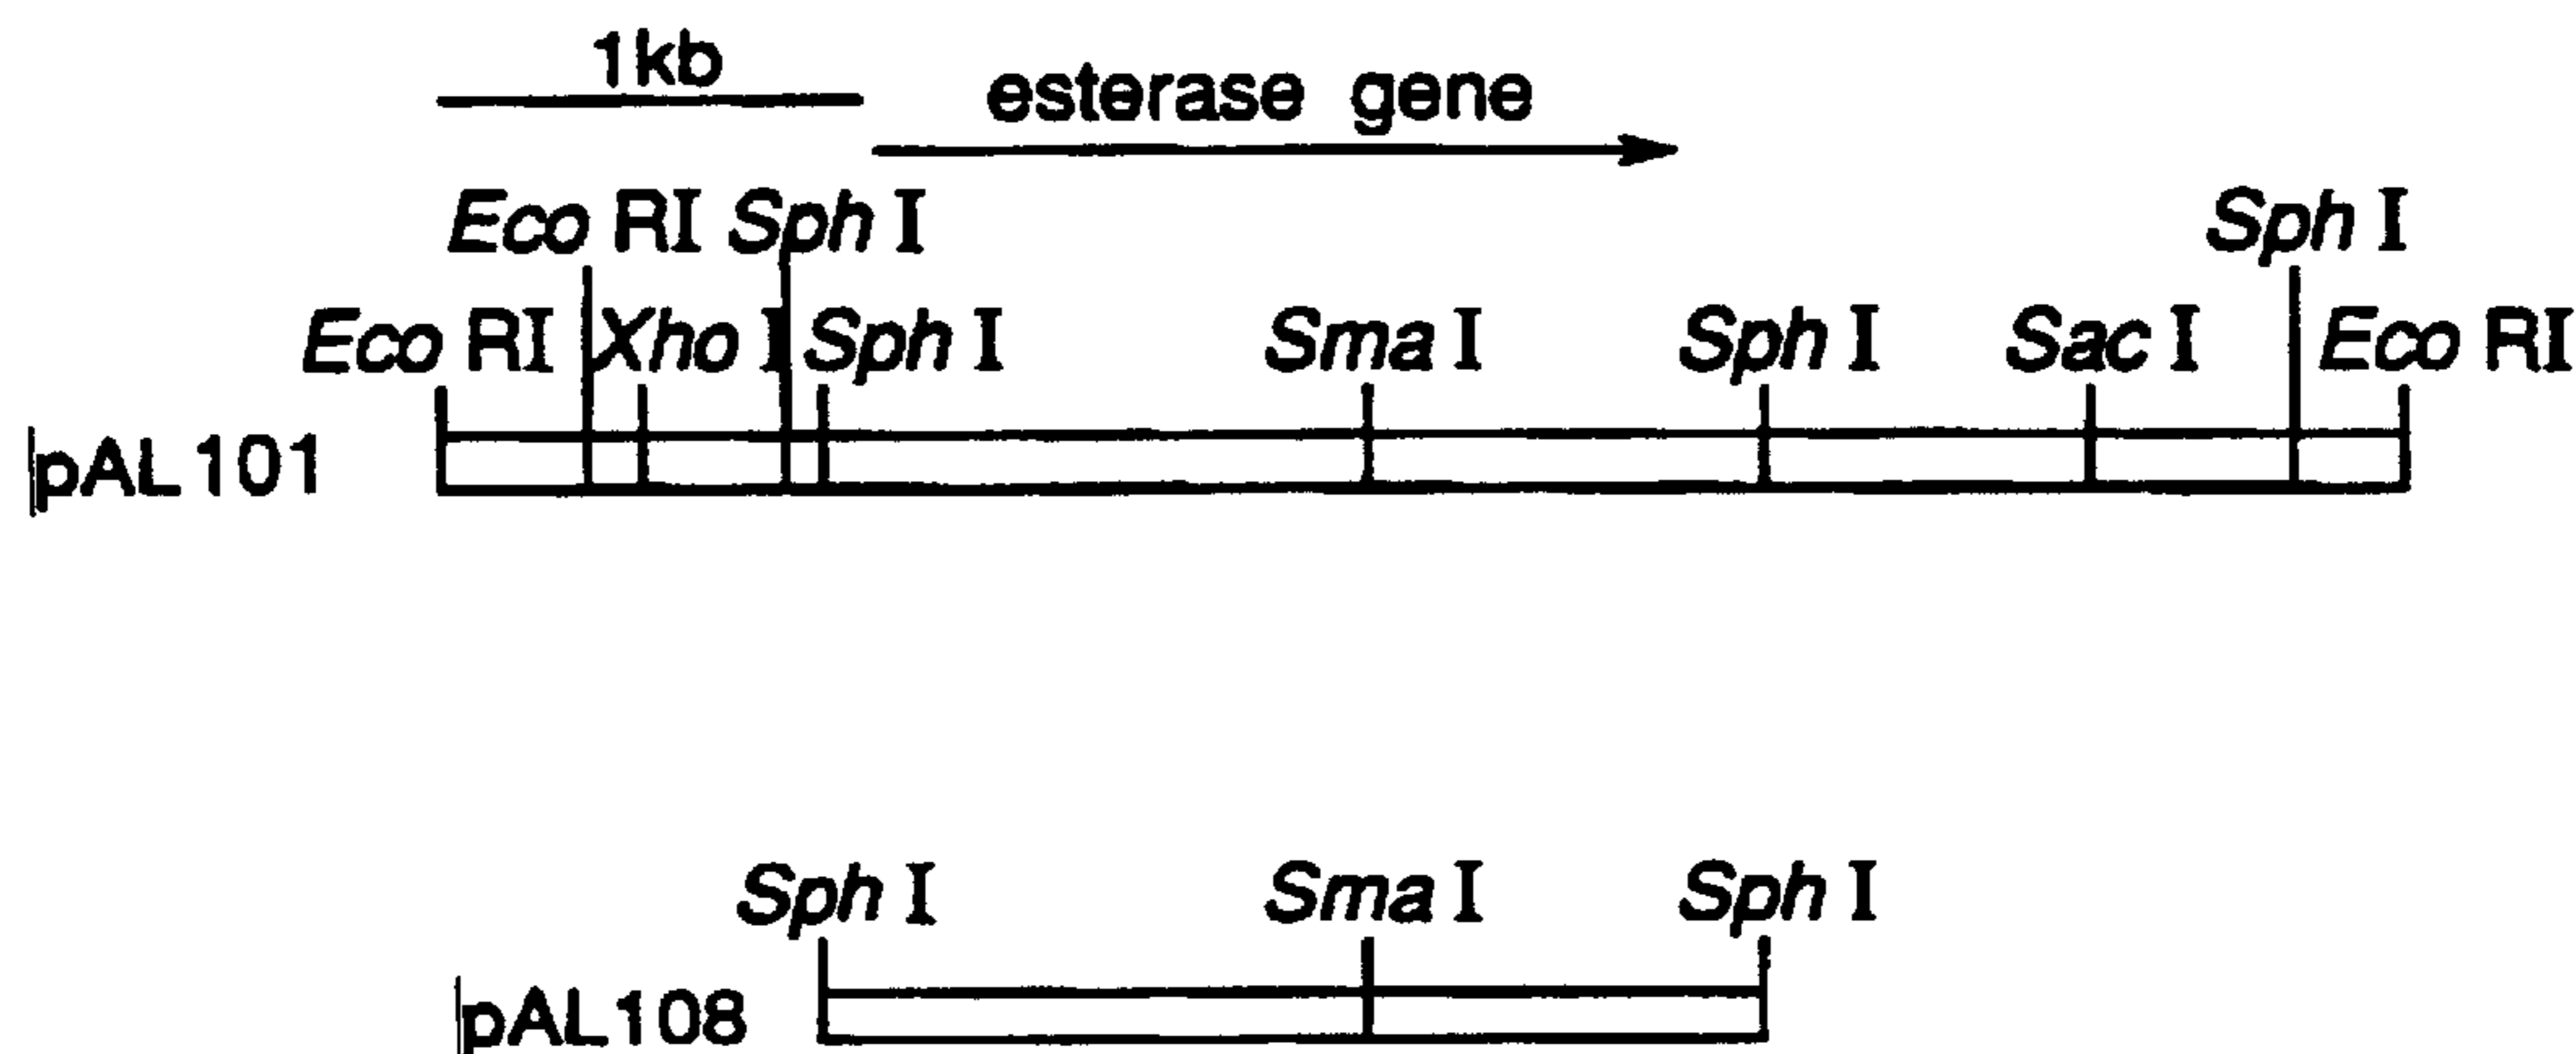 1kb
esterase gene
Eco RI Sph I Sph I
Eco RI Xho I Sph I Sma I Sph I Sac I Eco RI
pAL101
Sph I Sma I Sph I
pAL108